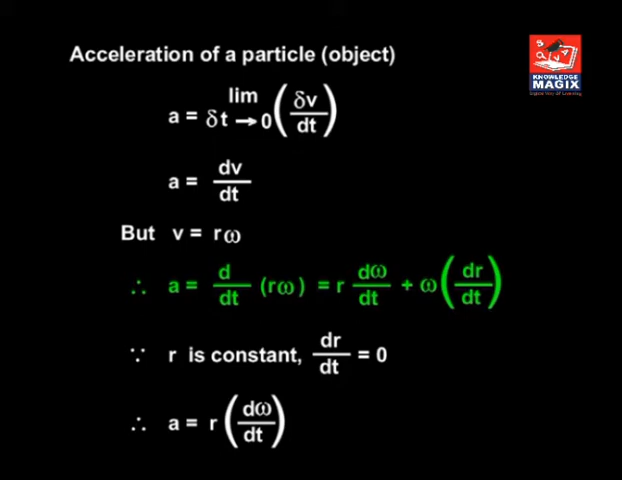 Acceleration of a particle (object)
KNOWLEDGE
MAGIX
a = lim δt → 0 (δv/dt)
a = dv/dt
But v = rω
∴ a = d/dt (rω) = r dω/dt + ω (dr/dt)
∵ r is constant, dr/dt = 0
∴ a = r (dω/dt)